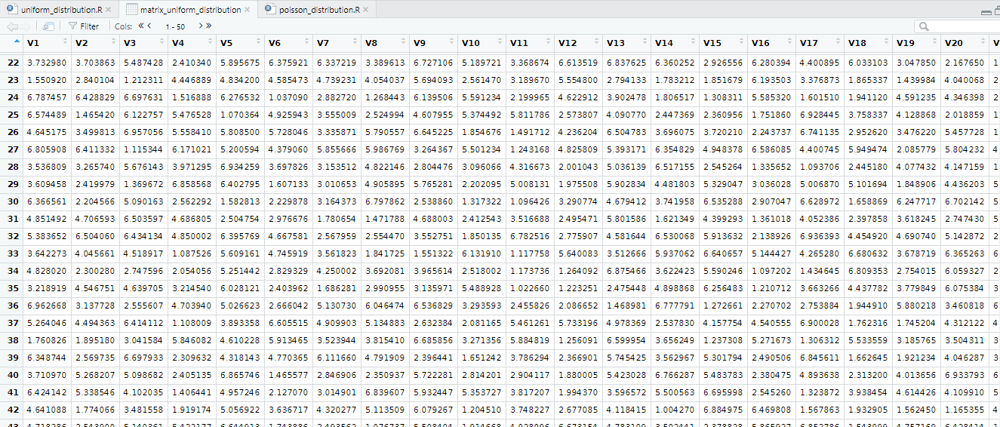 uniform_distribution.R matrix_uniform_distribution poisson_distribution.R
Filter Cols: « ‹ 1 - 50 › »
V1 V2 V3 V4 V5 V6 V7 V8 V9 V10 V11 V12 V13 V14 V15 V16 V17 V18 V19 V20 V
22 3.732980 3.703863 5.487428 2.410340 5.895675 6.375921 6.337219 3.389613 6.727106 5.189721 3.368674 6.613519 6.837625 6.360252 2.926556 6.280394 4.400895 6.033103 3.047850 2.167650 1
23 1.550920 2.840104 1.212311 4.446889 4.834200 4.585473 4.739231 4.054037 5.694093 2.561470 3.189670 5.554800 2.794133 1.783212 1.851679 6.193503 3.376873 1.865337 1.439984 4.040068 2
24 6.787457 6.428829 6.697631 1.516888 6.276532 1.037090 2.882720 1.268443 6.139506 5.591234 2.199965 4.622912 3.902478 1.806517 1.308311 5.585320 1.601510 1.941120 4.591235 4.346398 2
25 6.574489 1.465420 6.122757 5.476528 1.070364 4.925943 3.555009 2.524994 4.607955 5.374492 5.811786 2.573807 4.090770 2.447369 2.360956 1.751860 6.928445 3.758337 4.128868 2.018859 1
26 4.645175 3.499813 6.957056 5.558410 5.808500 5.728046 3.335871 5.790557 6.645225 1.854676 1.491712 4.236204 6.504783 3.696075 3.720210 2.243737 6.741135 2.952620 3.476220 5.457728 1
27 6.805908 6.411332 1.115344 6.171021 5.200594 4.379060 5.855666 5.986769 3.264367 5.501234 1.243168 4.825809 5.393171 6.354829 4.948378 6.586085 4.400745 5.949474 2.085779 5.804232 4
28 3.536809 3.265740 5.676143 3.971295 6.934259 3.697826 3.153512 4.822146 2.804476 3.096066 4.316673 2.001043 5.036139 6.517155 2.545264 1.335652 1.093706 2.445180 4.077432 4.147159 1
29 3.609458 2.419979 1.369672 6.858568 6.402795 1.607133 3.010653 4.905895 5.765281 2.202095 5.008131 1.975508 5.902834 4.481803 5.329047 3.036028 5.006870 5.101694 1.848906 4.436203 5
30 6.366561 2.204566 5.090163 2.562292 1.582813 2.229878 3.164373 6.797862 2.538860 1.317322 1.096426 3.290774 4.679412 3.741958 6.535288 2.907047 6.628972 1.658869 6.247717 6.702142 5
31 4.851492 4.706593 6.503597 4.686805 2.504754 2.976676 1.780654 1.471788 4.688003 2.412543 3.516688 2.495471 5.801586 1.621349 4.399293 1.361018 4.052386 2.397858 3.618245 2.747430 5
32 5.383652 6.504060 6.434134 4.850002 6.395769 4.667581 2.567959 2.554470 3.552751 1.850135 6.782516 2.775907 4.581644 6.530068 5.913632 2.138926 6.936393 4.454920 4.690740 5.142872 2
33 3.642273 4.045661 4.518917 1.087526 5.609161 4.745919 3.561823 1.841725 1.551322 6.131910 1.117758 5.640083 3.512666 5.937062 6.640657 5.144427 4.265280 6.680632 3.678719 6.365263 6
34 4.828020 2.300280 2.747596 2.054056 5.251442 2.829329 4.250002 3.692081 3.965614 2.518002 1.173736 1.264092 6.875466 3.622423 5.590246 1.097202 1.434645 6.809353 2.754015 6.059327 2
35 3.218919 4.546751 4.639705 3.214540 6.028121 2.403962 1.686281 2.990955 3.135971 5.488928 1.022660 1.223251 2.475448 4.898868 6.256483 1.210712 3.663266 4.437782 3.779849 6.075384 3
36 6.962668 3.137728 2.555607 4.703940 5.026623 2.666042 5.130730 6.046474 6.536829 3.293593 2.455826 2.086652 1.468981 6.777791 1.272661 2.270702 2.753884 1.944910 5.880218 3.460818 6
37 5.264046 4.494363 6.414112 1.108009 3.893358 6.605515 4.909903 5.134883 2.632384 2.081165 5.461261 5.733196 4.978369 2.537830 4.157754 4.540555 6.900028 1.762316 1.745204 4.312122 4
38 1.760826 1.895180 3.041584 5.846082 4.610228 5.913465 3.523944 3.815410 6.685856 3.271356 5.884819 1.256091 6.599954 3.656249 1.237308 5.271673 1.306312 5.533559 3.185765 3.504311 3
39 6.348744 2.569735 6.697933 2.309632 4.318143 4.770365 6.111660 4.791909 2.396441 1.651242 3.786294 2.366901 5.745425 3.562967 5.301794 2.490506 6.845611 1.662645 1.921234 4.046287 3
40 3.710970 5.268207 5.098682 2.405135 6.865746 1.465577 2.846906 2.350937 5.722281 2.814201 2.904117 1.880005 5.423028 6.766287 5.483783 2.380475 4.893638 2.313200 4.013656 6.933793 6
41 6.424142 5.338546 4.102035 1.406441 4.957246 2.127070 3.014901 6.839607 5.932447 5.353727 3.817207 1.994370 3.596572 5.500563 6.695998 2.545260 1.323872 3.938454 4.614426 4.109910 5
42 4.641088 1.774066 3.481558 1.919174 5.056922 3.636717 4.320277 5.113509 6.079267 1.204510 3.748227 2.677085 4.118415 1.004270 6.884975 6.469808 1.567863 1.932905 1.562450 1.165355 4